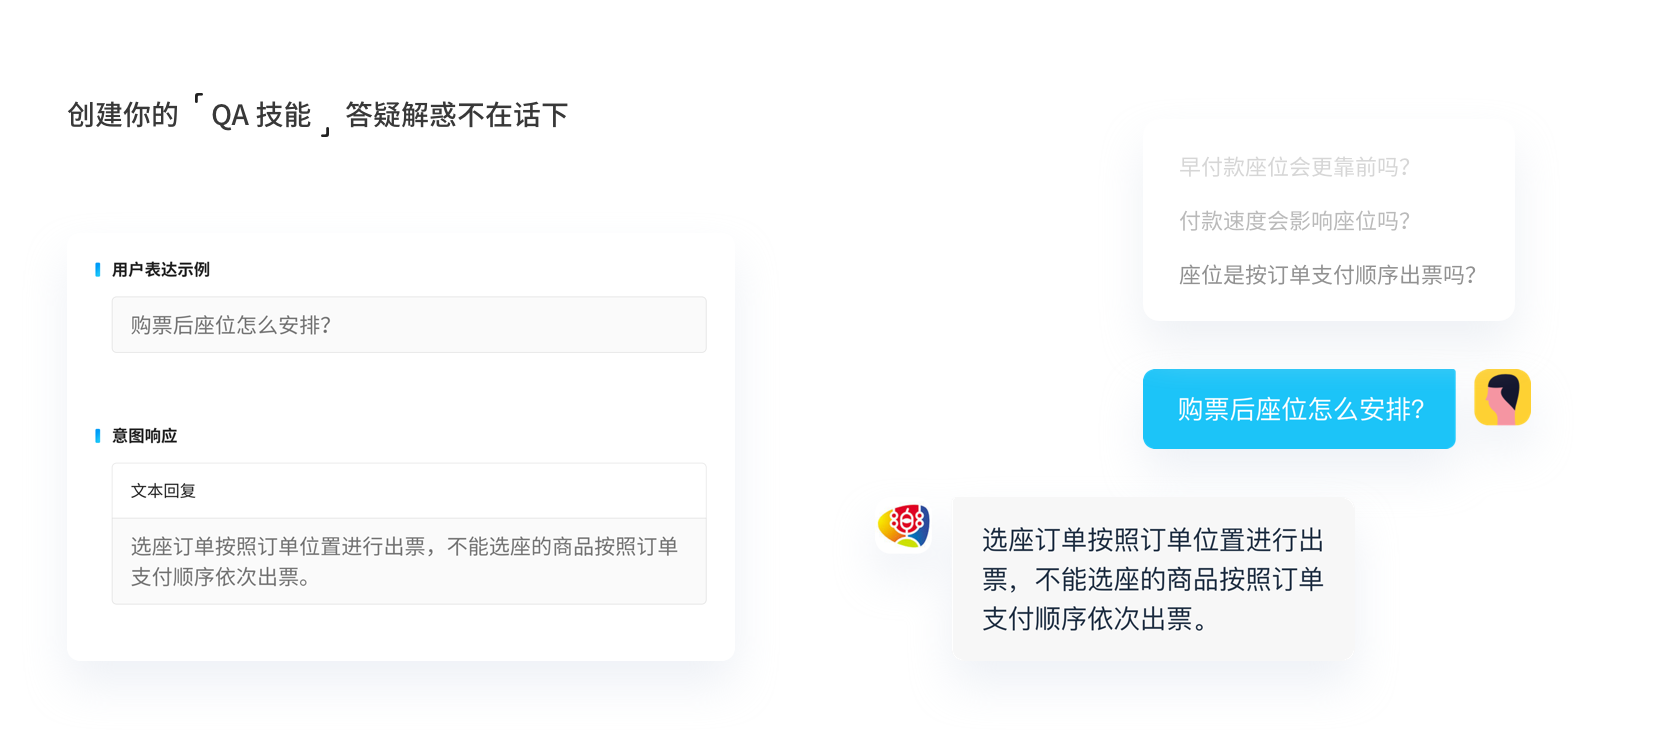 创建你的「QA 技能」答疑解惑不在话下
用户表达示例
购票后座位怎么安排？
意图响应
文本回复
选座订单按照订单位置进行出票，不能选座的商品按照订单
支付顺序依次出票。
早付款座位会更靠前吗？
付款速度会影响座位吗？
座位是按订单支付顺序出票吗？
购票后座位怎么安排？
选座订单按照订单位置进行出
票，不能选座的商品按照订单
支付顺序依次出票。